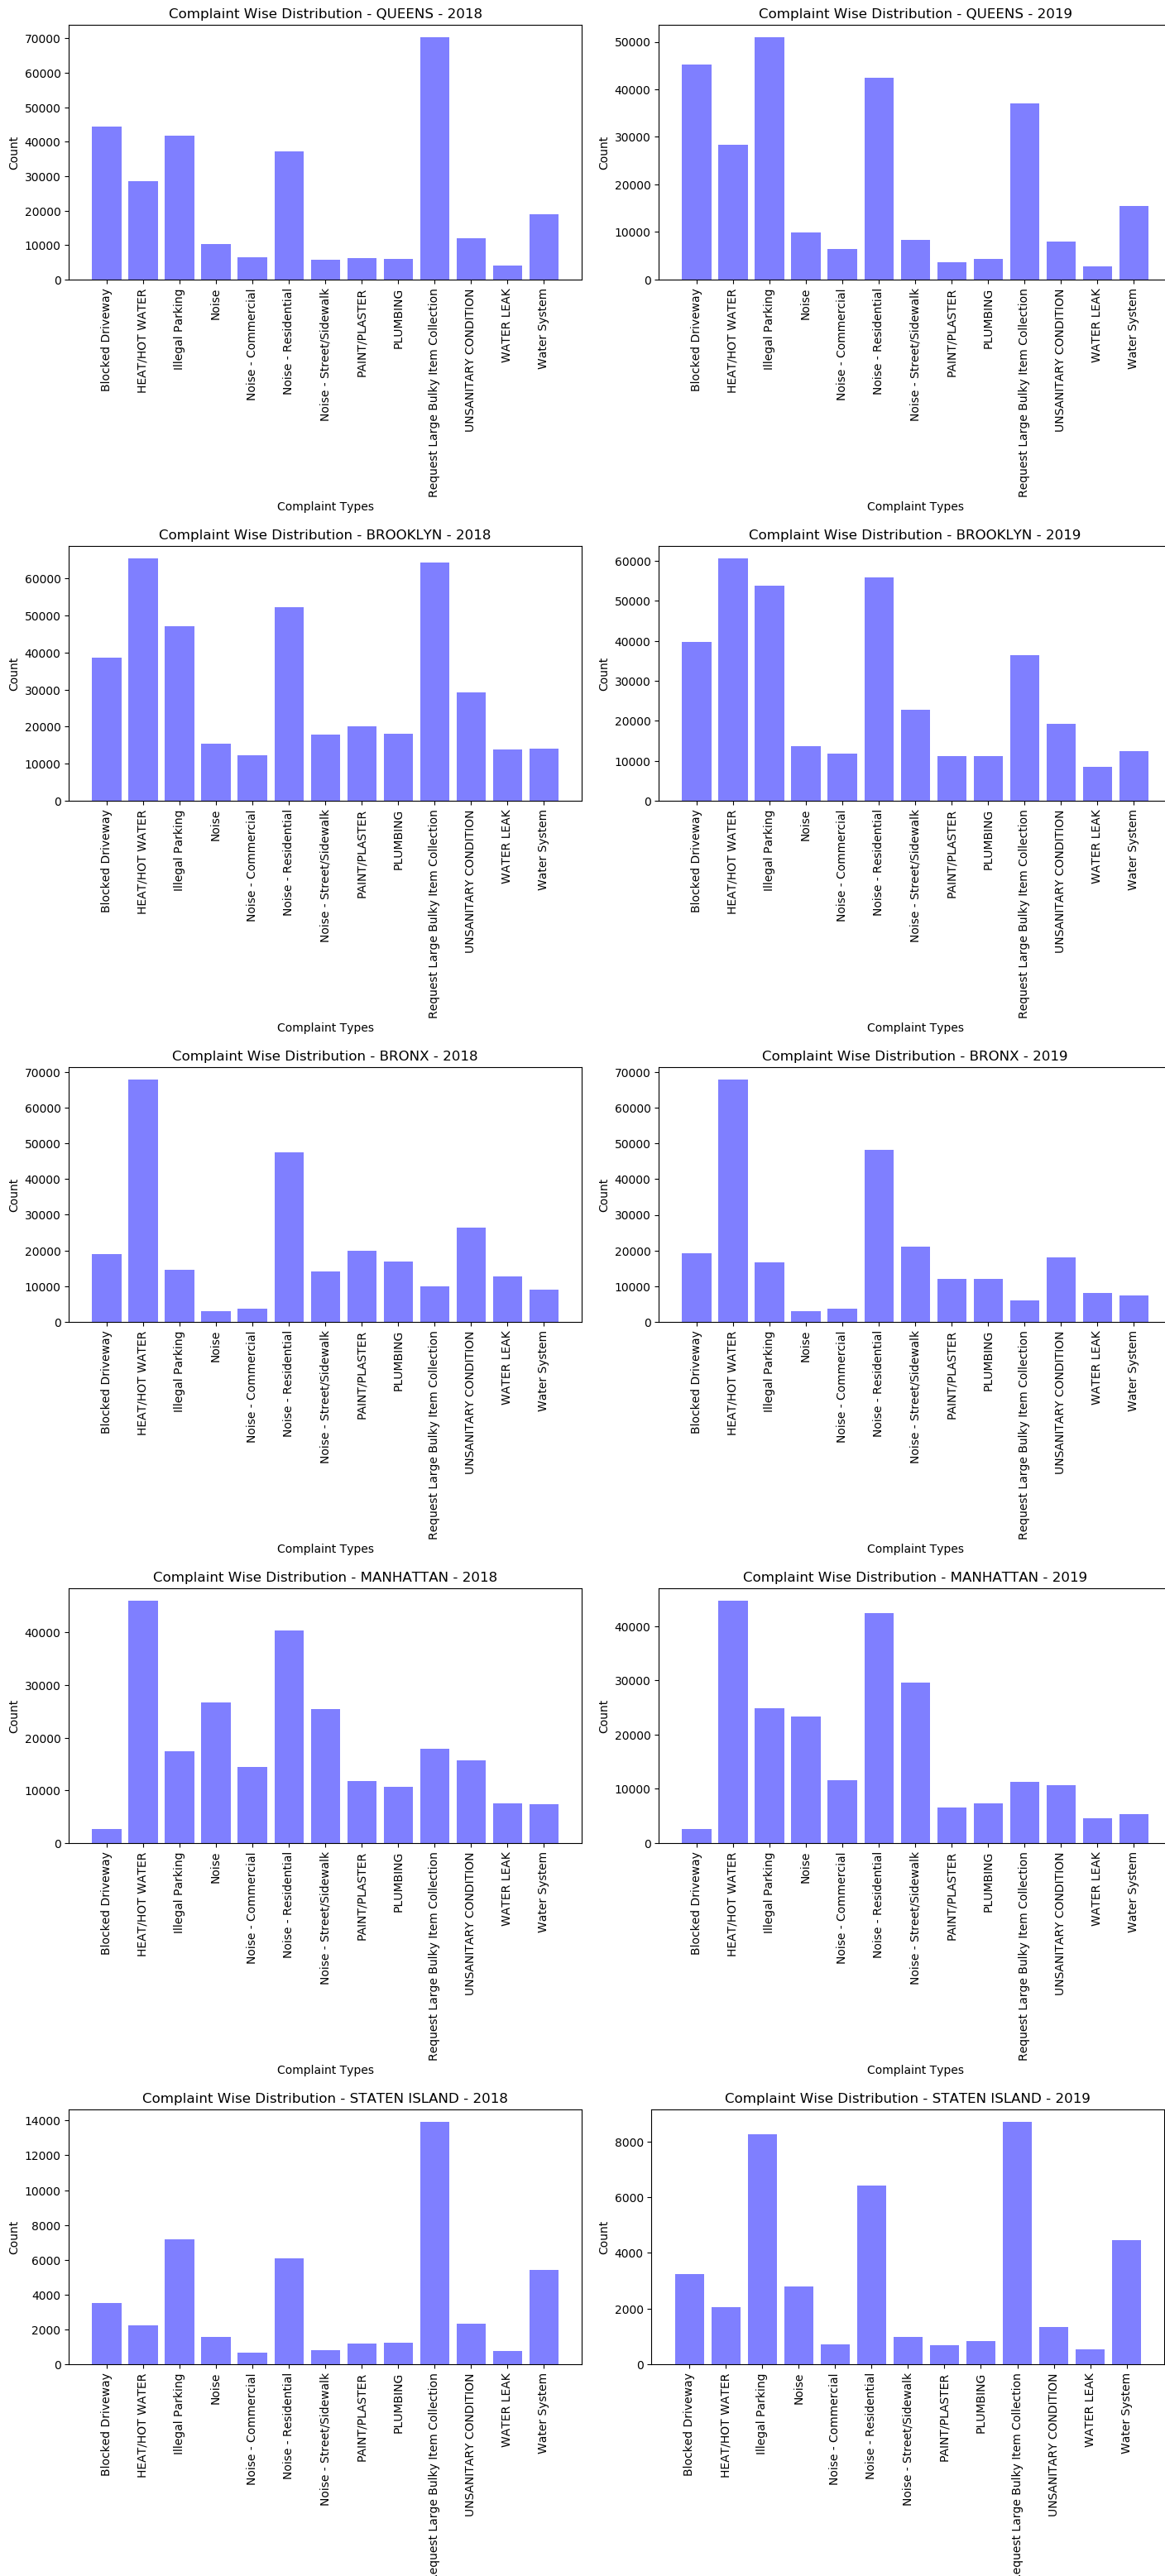 Complaint Wise Distribution - QUEENS - 2018
70000
60000
50000
40000
30000
20000
10000
0
Count
Blocked Driveway
HEAT/HOT WATER
Illegal Parking
Noise
Noise - Commercial
Noise - Residential
Noise - Street/Sidewalk
PAINT/PLASTER
PLUMBING
Request Large Bulky Item Collection
UNSANITARY CONDITION
WATER LEAK
Water System
Complaint Types
Complaint Wise Distribution - QUEENS - 2019
50000
40000
30000
20000
10000
0
Count
Blocked Driveway
HEAT/HOT WATER
Illegal Parking
Noise
Noise - Commercial
Noise - Residential
Noise - Street/Sidewalk
PAINT/PLASTER
PLUMBING
Request Large Bulky Item Collection
UNSANITARY CONDITION
WATER LEAK
Water System
Complaint Types
Complaint Wise Distribution - BROOKLYN - 2018
60000
50000
40000
30000
20000
10000
0
Count
Blocked Driveway
HEAT/HOT WATER
Illegal Parking
Noise
Noise - Commercial
Noise - Residential
Noise - Street/Sidewalk
PAINT/PLASTER
PLUMBING
Request Large Bulky Item Collection
UNSANITARY CONDITION
WATER LEAK
Water System
Complaint Types
Complaint Wise Distribution - BROOKLYN - 2019
60000
50000
40000
30000
20000
10000
0
Count
Blocked Driveway
HEAT/HOT WATER
Illegal Parking
Noise
Noise - Commercial
Noise - Residential
Noise - Street/Sidewalk
PAINT/PLASTER
PLUMBING
Request Large Bulky Item Collection
UNSANITARY CONDITION
WATER LEAK
Water System
Complaint Types
Complaint Wise Distribution - BRONX - 2018
70000
60000
50000
40000
30000
20000
10000
0
Count
Blocked Driveway
HEAT/HOT WATER
Illegal Parking
Noise
Noise - Commercial
Noise - Residential
Noise - Street/Sidewalk
PAINT/PLASTER
PLUMBING
Request Large Bulky Item Collection
UNSANITARY CONDITION
WATER LEAK
Water System
Complaint Types
Complaint Wise Distribution - BRONX - 2019
70000
60000
50000
40000
30000
20000
10000
0
Count
Blocked Driveway
HEAT/HOT WATER
Illegal Parking
Noise
Noise - Commercial
Noise - Residential
Noise - Street/Sidewalk
PAINT/PLASTER
PLUMBING
Request Large Bulky Item Collection
UNSANITARY CONDITION
WATER LEAK
Water System
Complaint Types
Complaint Wise Distribution - MANHATTAN - 2018
40000
30000
20000
10000
0
Count
Blocked Driveway
HEAT/HOT WATER
Illegal Parking
Noise
Noise - Commercial
Noise - Residential
Noise - Street/Sidewalk
PAINT/PLASTER
PLUMBING
Request Large Bulky Item Collection
UNSANITARY CONDITION
WATER LEAK
Water System
Complaint Types
Complaint Wise Distribution - MANHATTAN - 2019
40000
30000
20000
10000
0
Count
Blocked Driveway
HEAT/HOT WATER
Illegal Parking
Noise
Noise - Commercial
Noise - Residential
Noise - Street/Sidewalk
PAINT/PLASTER
PLUMBING
Request Large Bulky Item Collection
UNSANITARY CONDITION
WATER LEAK
Water System
Complaint Types
Complaint Wise Distribution - STATEN ISLAND - 2018
14000
12000
10000
8000
6000
4000
2000
0
Count
Blocked Driveway
HEAT/HOT WATER
Illegal Parking
Noise
Noise - Commercial
Noise - Residential
Noise - Street/Sidewalk
PAINT/PLASTER
PLUMBING
equest Large Bulky Item Collection
UNSANITARY CONDITION
WATER LEAK
Water System
Complaint Wise Distribution - STATEN ISLAND - 2019
8000
6000
4000
2000
0
Count
Blocked Driveway
HEAT/HOT WATER
Illegal Parking
Noise
Noise - Commercial
Noise - Residential
Noise - Street/Sidewalk
PAINT/PLASTER
PLUMBING
equest Large Bulky Item Collection
UNSANITARY CONDITION
WATER LEAK
Water System